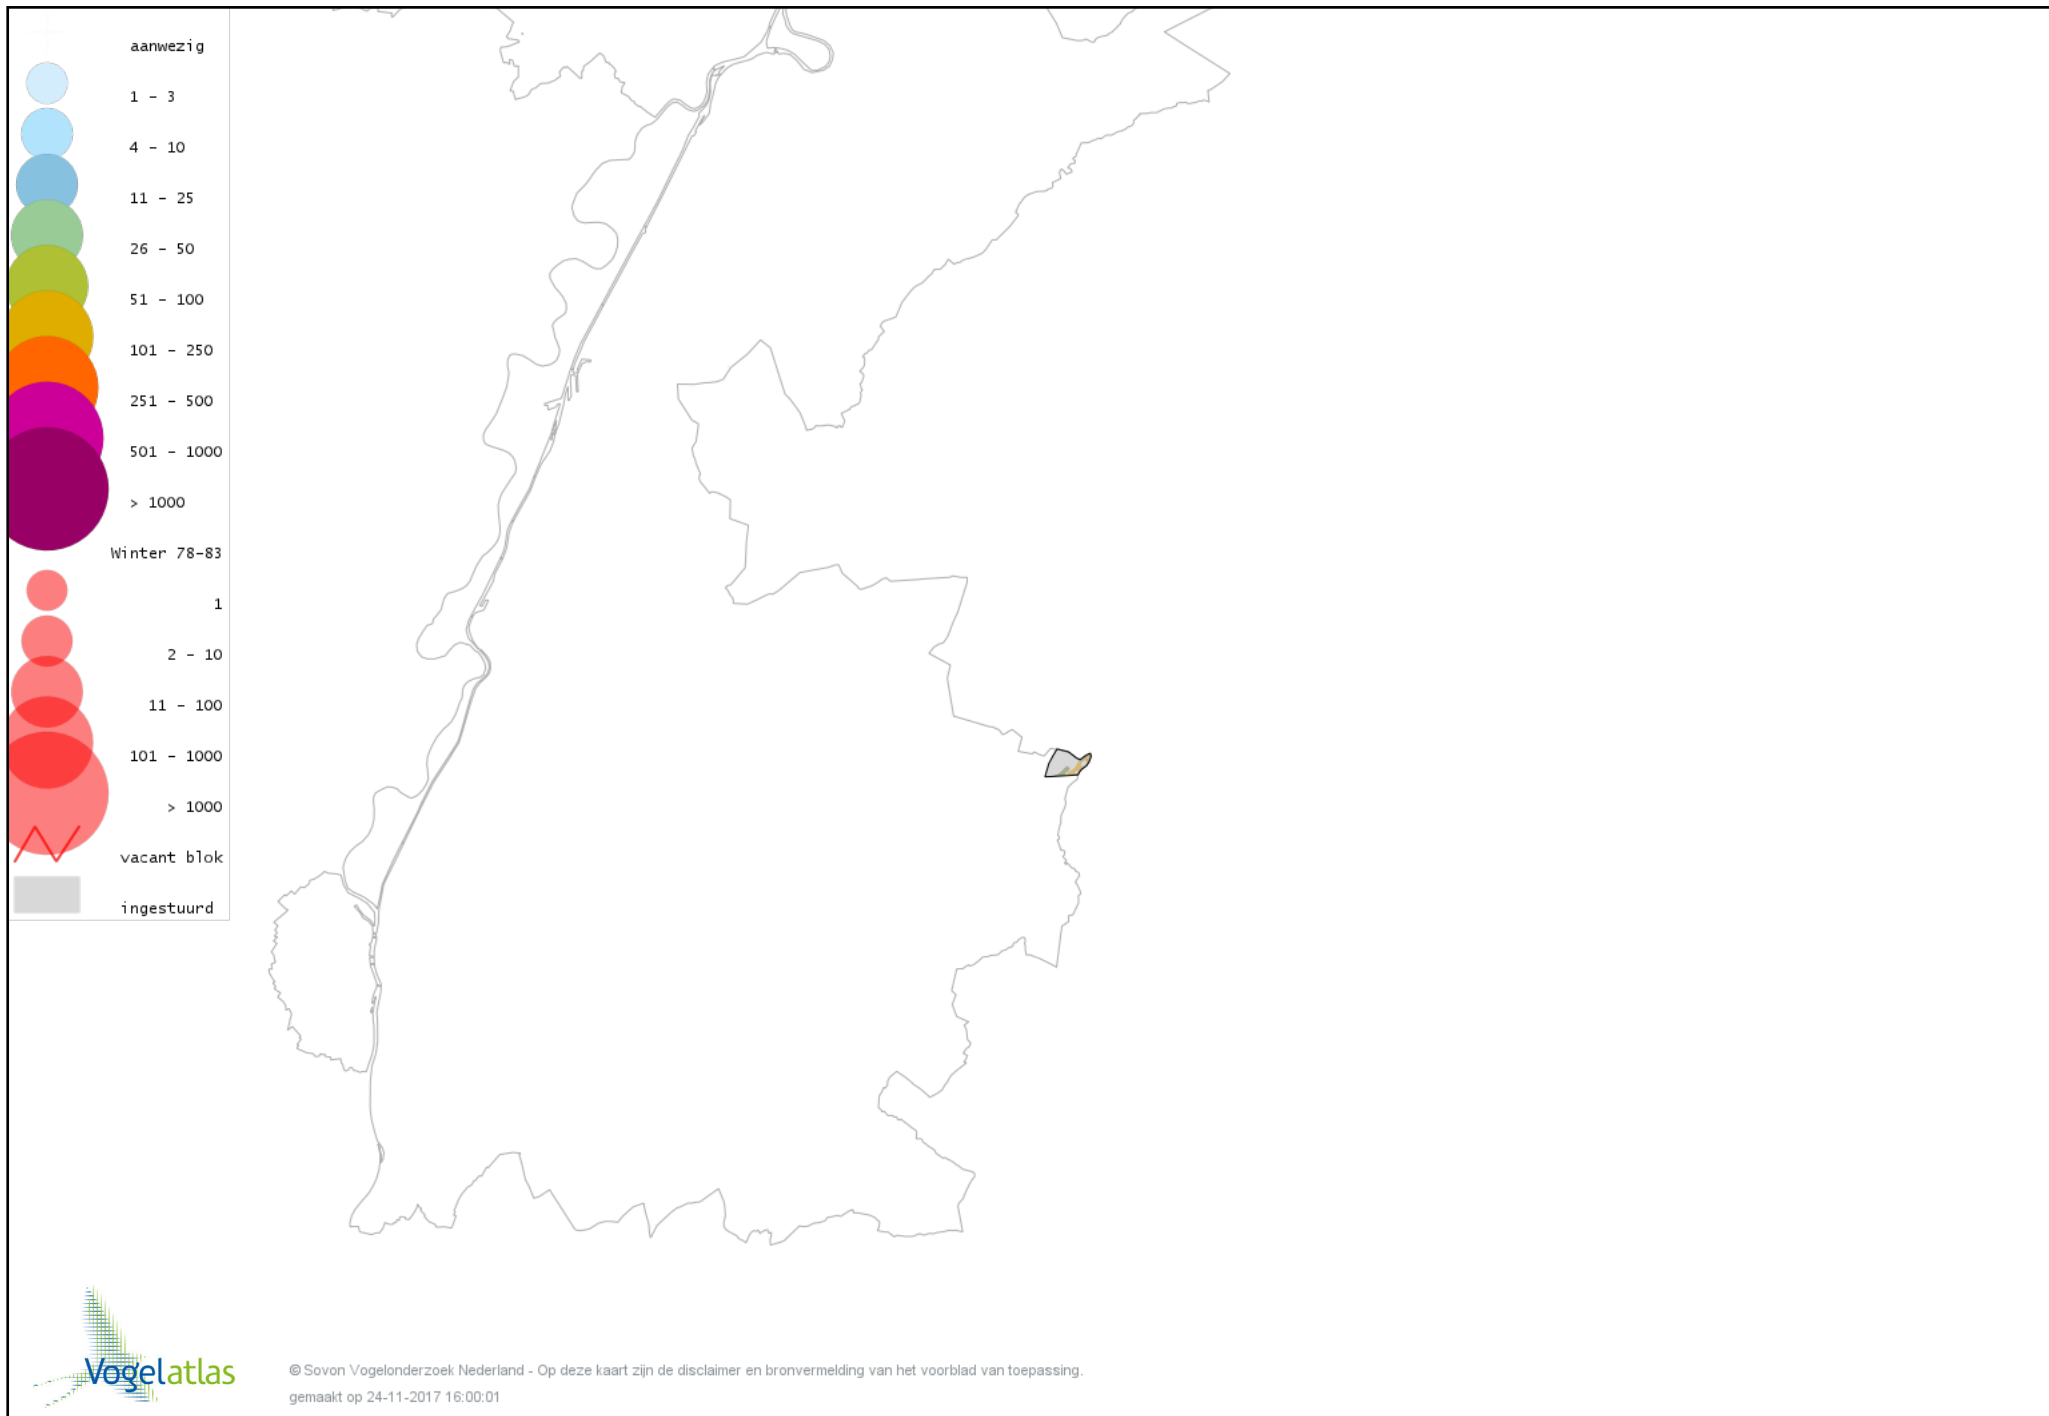 aanwezig
1 - 3
4 - 10
11 - 25
26 - 50
51 - 100
101 - 250
251 - 500
501 - 1000
> 1000
Winter 78-83
1
2 - 10
11 - 100
101 - 1000
> 1000
vacant blok
ingestuurd
Vogelatlas
© Sovon Vogelonderzoek Nederland - Op deze kaart zijn de disclaimer en bronvermelding van het voorblad van toepassing.
gemaakt op 24-11-2017 16:00:01